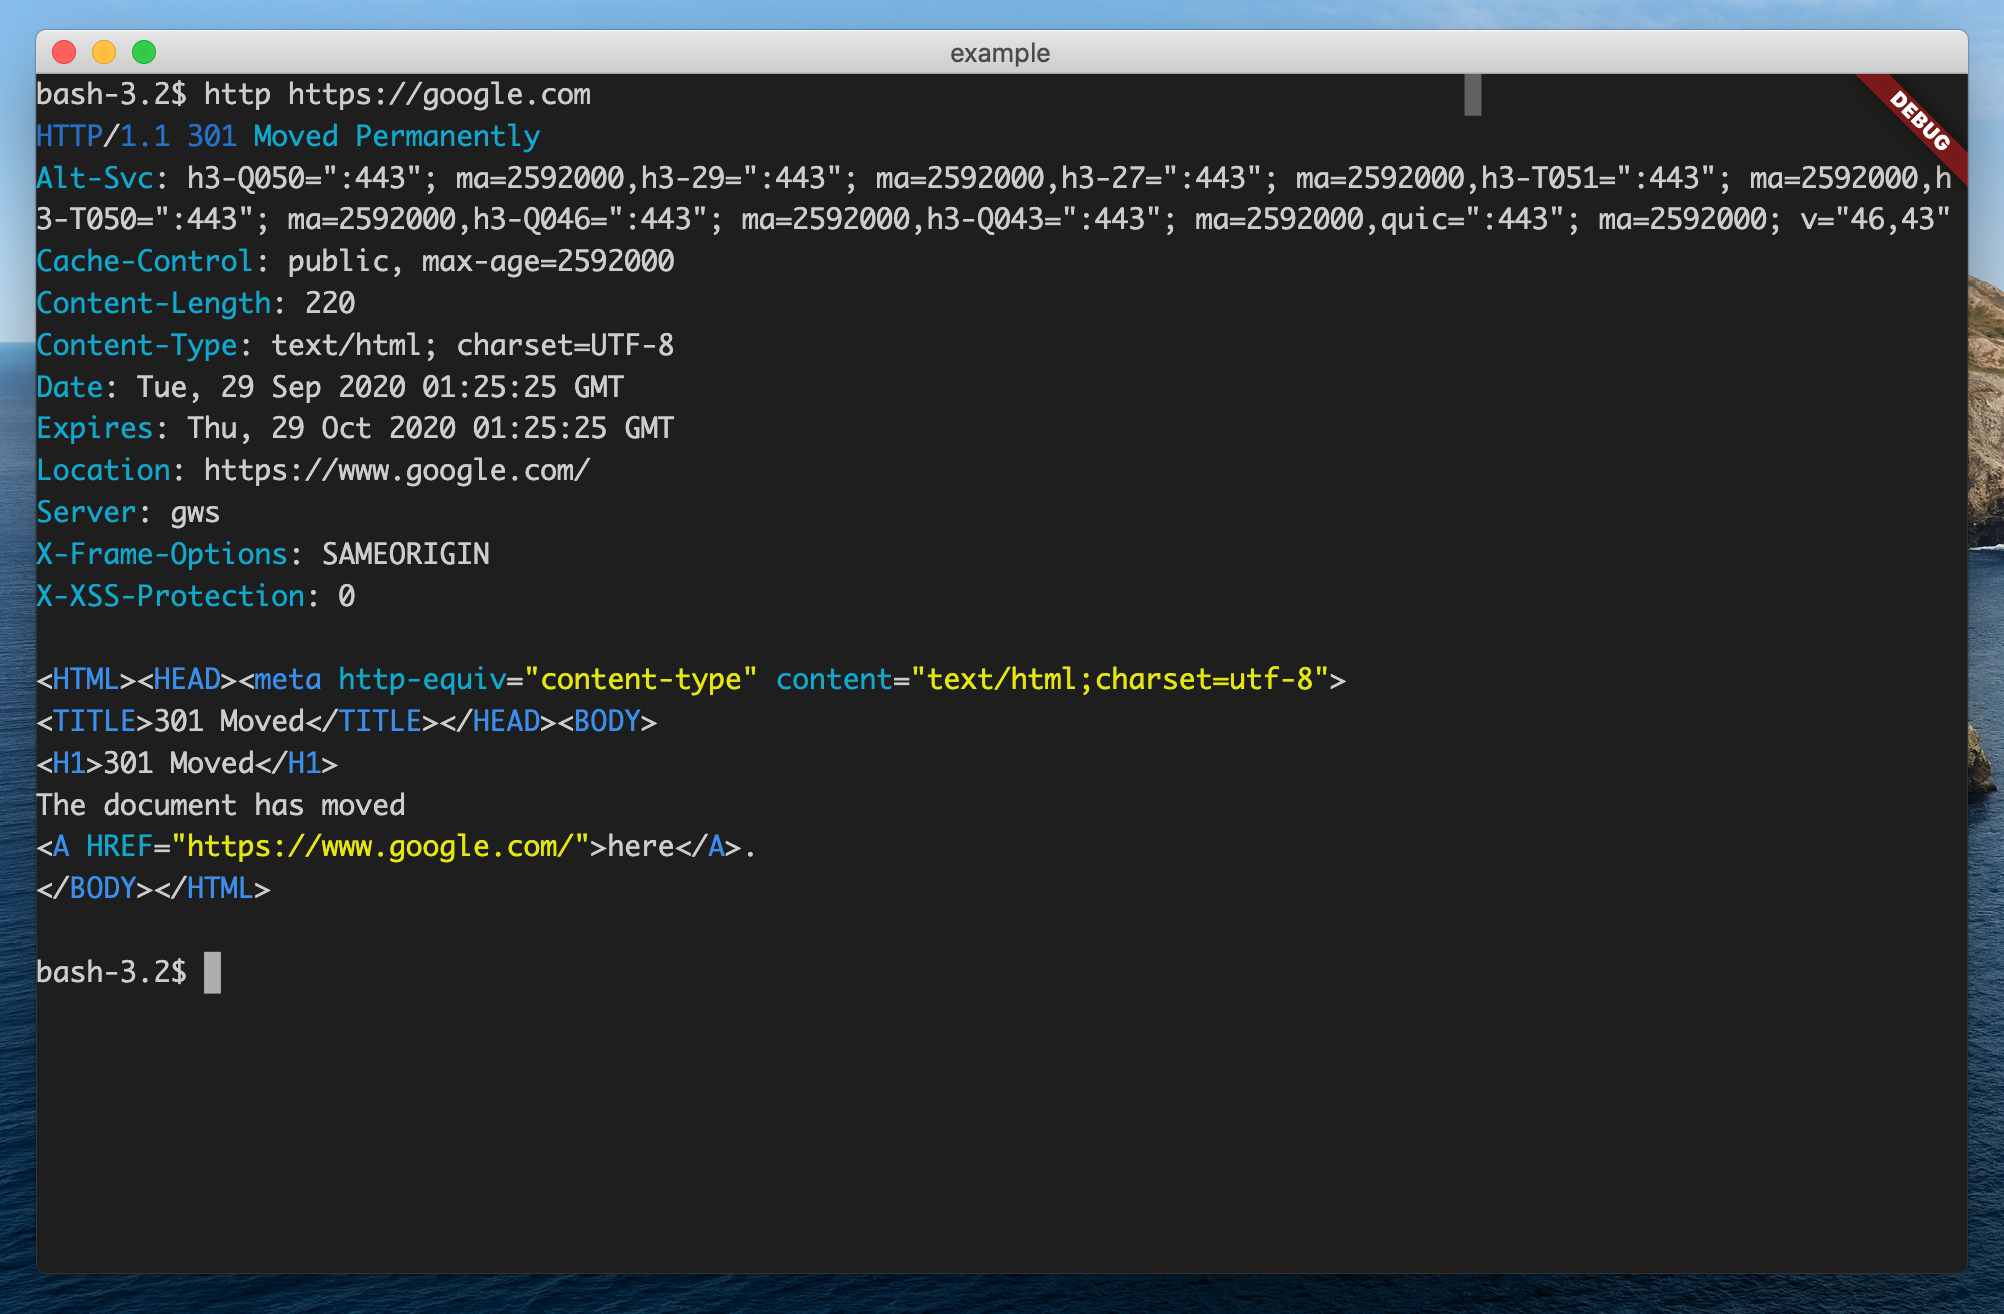 example
DEBUG
bash-3.2$ http https://google.com
HTTP/1.1 301 Moved Permanently
Alt-Svc: h3-Q050=":443"; ma=2592000,h3-29=":443"; ma=2592000,h3-27=":443"; ma=2592000,h3-T051=":443"; ma=2592000,h
3-T050=":443"; ma=2592000,h3-Q046=":443"; ma=2592000,h3-Q043=":443"; ma=2592000,quic=":443"; ma=2592000; v="46,43"
Cache-Control: public, max-age=2592000
Content-Length: 220
Content-Type: text/html; charset=UTF-8
Date: Tue, 29 Sep 2020 01:25:25 GMT
Expires: Thu, 29 Oct 2020 01:25:25 GMT
Location: https://www.google.com/
Server: gws
X-Frame-Options: SAMEORIGIN
X-XSS-Protection: 0

<HTML><HEAD><meta http-equiv="content-type" content="text/html;charset=utf-8">
<TITLE>301 Moved</TITLE></HEAD><BODY>
<H1>301 Moved</H1>
The document has moved
<A HREF="https://www.google.com/">here</A>.
</BODY></HTML>

bash-3.2$